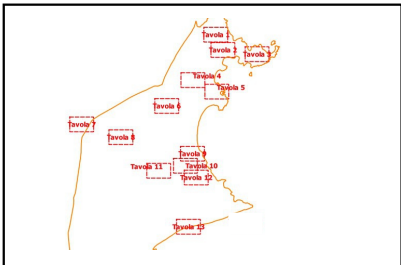 Tavola 1
Tavola 2
Tavola 3
Tavola 4
Tavola 5
Tavola 6
Tavola 7
Tavola 8
Tavola 9
Tavola 10
Tavola 11
Tavola 12
Tavola 13